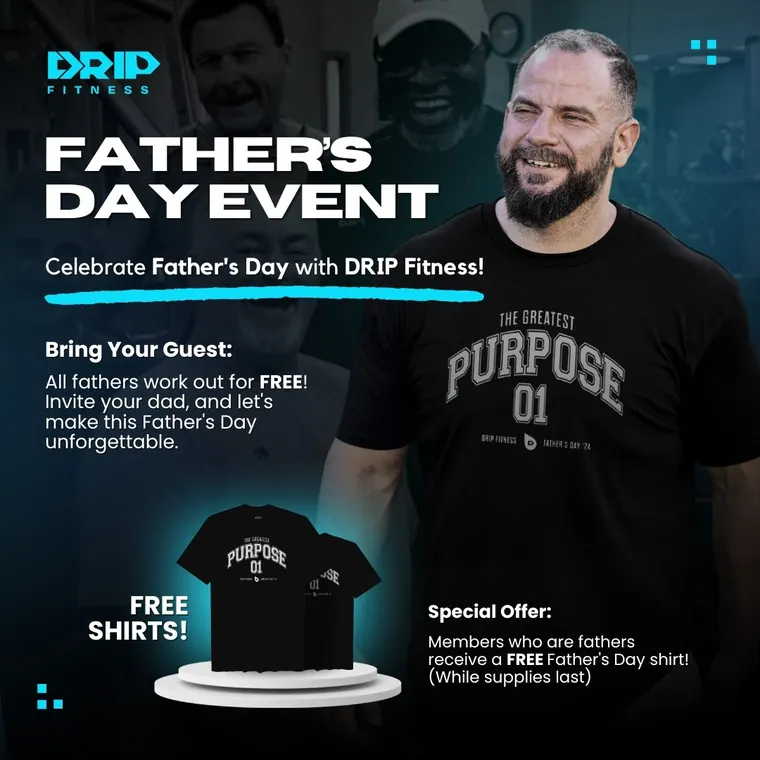 DRIP
FITNESS
FATHER'S
DAY EVENT
Celebrate Father's Day with DRIP Fitness!
Bring Your Guest:
All fathers work out for FREE!
Invite your dad, and let's
make this Father's Day
unforgettable.
THE GREATEST
PURPOSE
01
DRIP FITNESS FATHER'S DAY '24
THE GREATEST
PURPOSE
01
OSE
01
FREE
SHIRTS!
Special Offer:
Members who are fathers
receive a FREE Father's Day shirt!
(While supplies last)